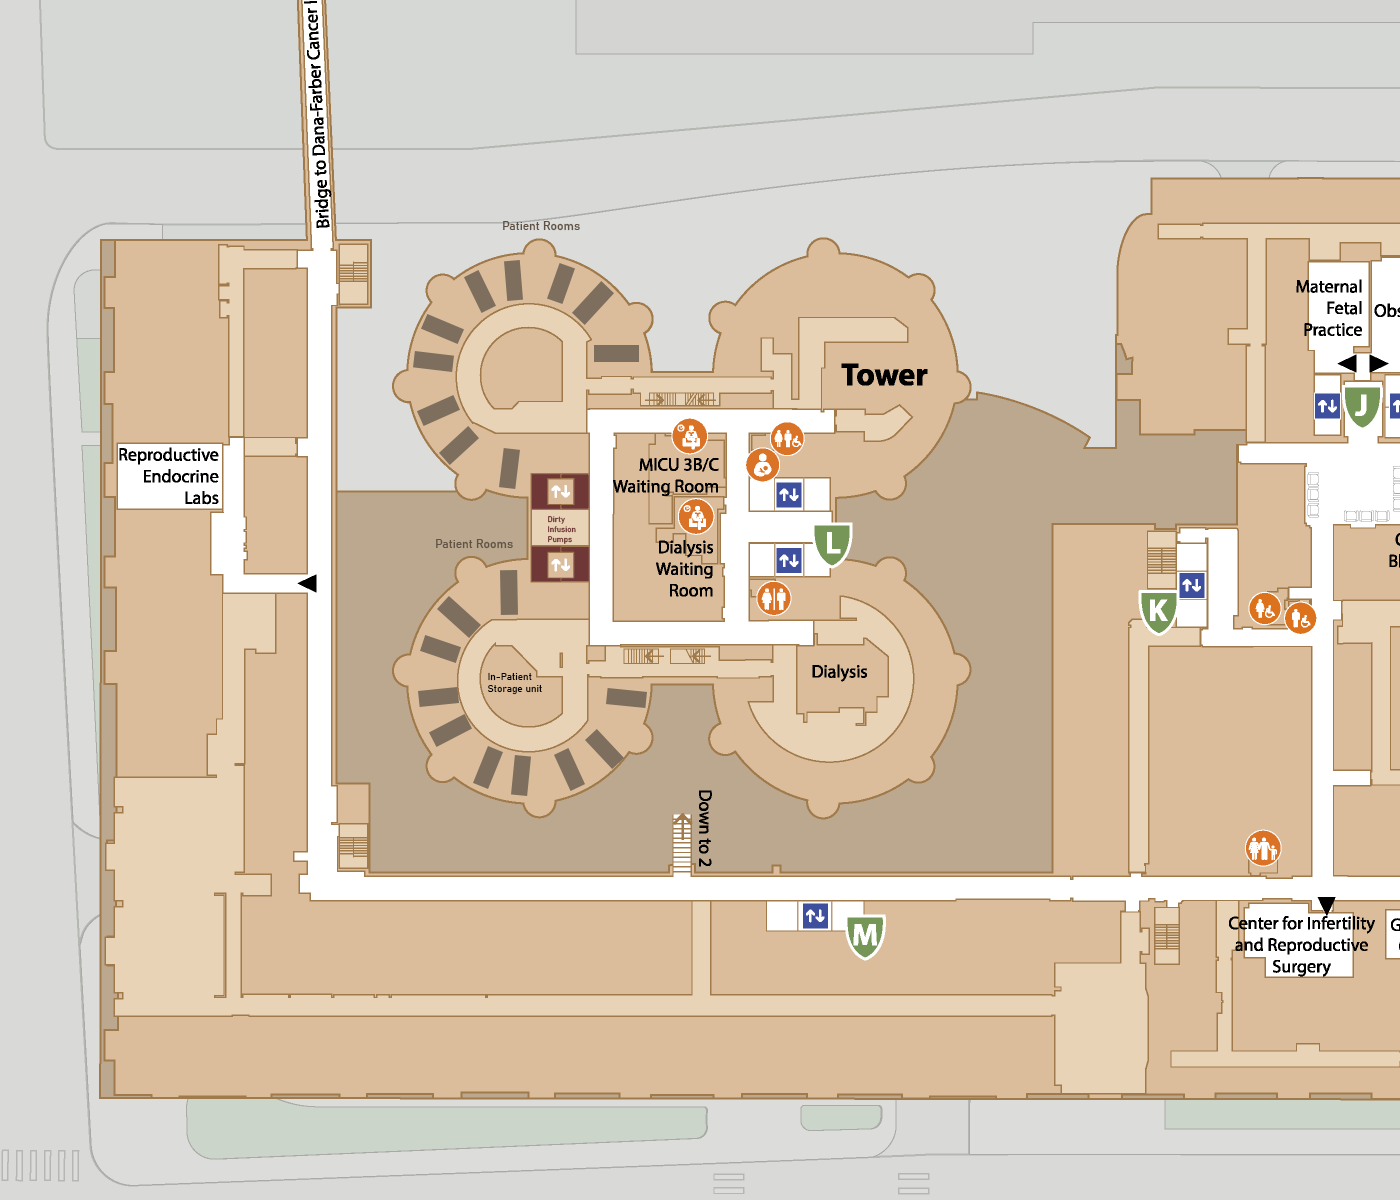 Bridge to Dana-Farber Cancer
Patient Rooms
Maternal
Fetal
Practice
Tower
J
Reproductive
Endocrine
Labs
MICU 3B/C
Waiting Room
Dirty
Infusion
Pumps
Patient Rooms
Dialysis
Waiting
Room
L
K
In-Patient
Storage unit
Dialysis
Down to 2
M
Center for Infertility
and Reproductive
Surgery